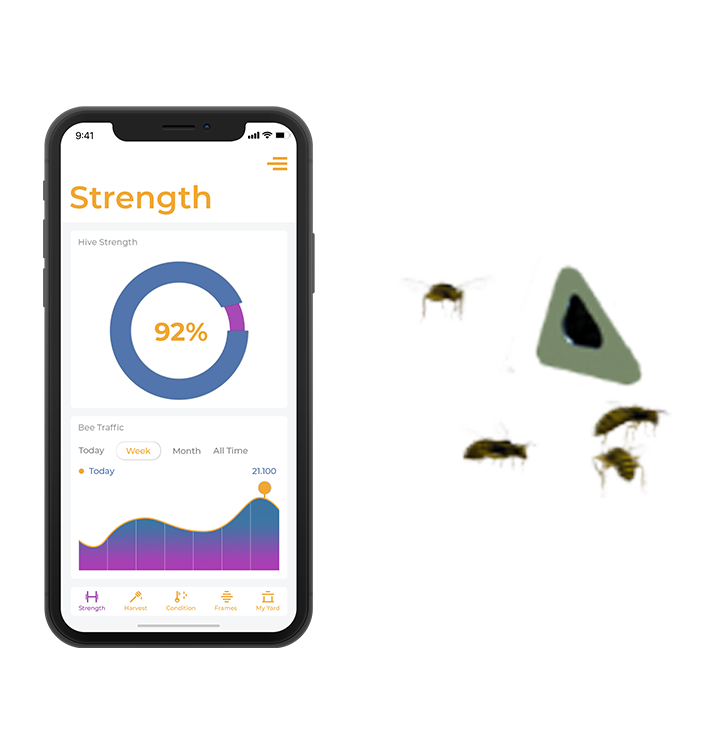 9:41
Strength
Hive Strength
92%
Bee Traffic
Today Week Month All Time
Today 21.100
Strength Harvest Condition Frames My Yard